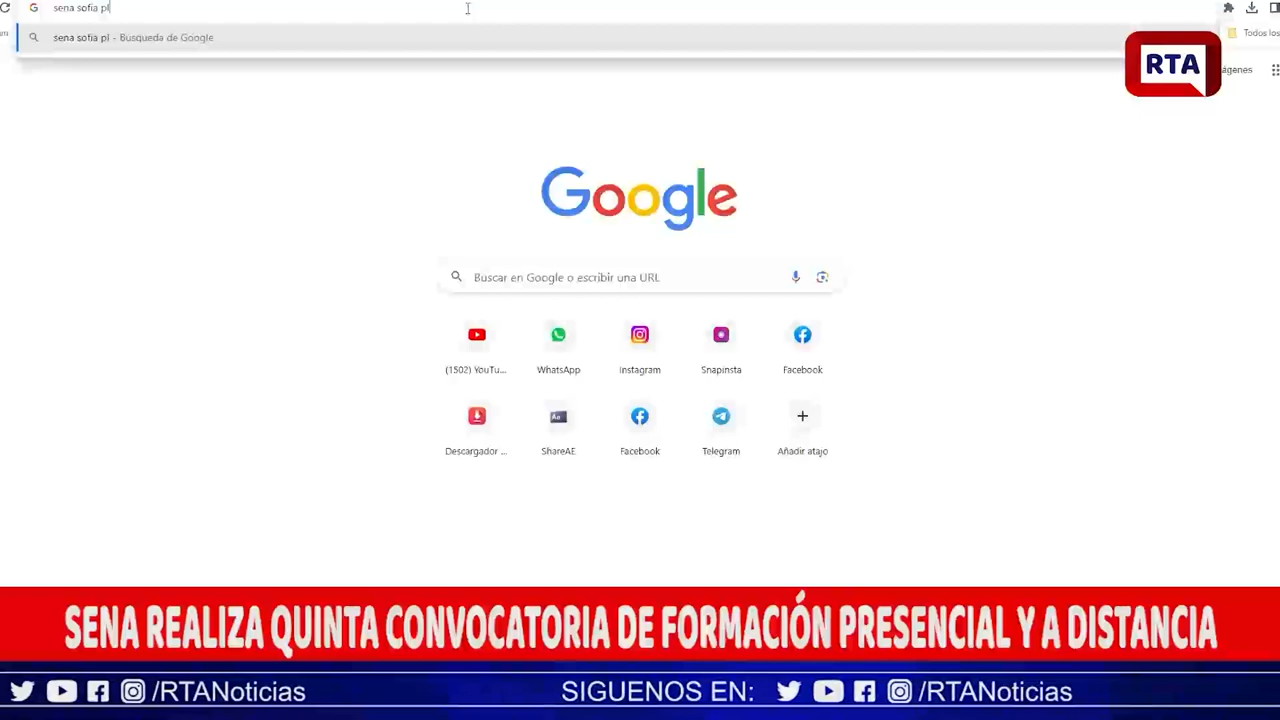 sena sofia pl
sena sofia pl - Búsqueda de Google
Todos los
RTA
ágenes
Google
Buscar en Google o escribir una URL
(1502) YouTu...
WhatsApp
Instagram
Snapinsta
Facebook
Descargador ...
ShareAE
Facebook
Telegram
Añadir atajo
SENA REALIZA QUINTA CONVOCATORIA DE FORMACIÓN PRESENCIAL Y A DISTANCIA
/RTANoticias
SIGUENOS EN:
/RTANoticias